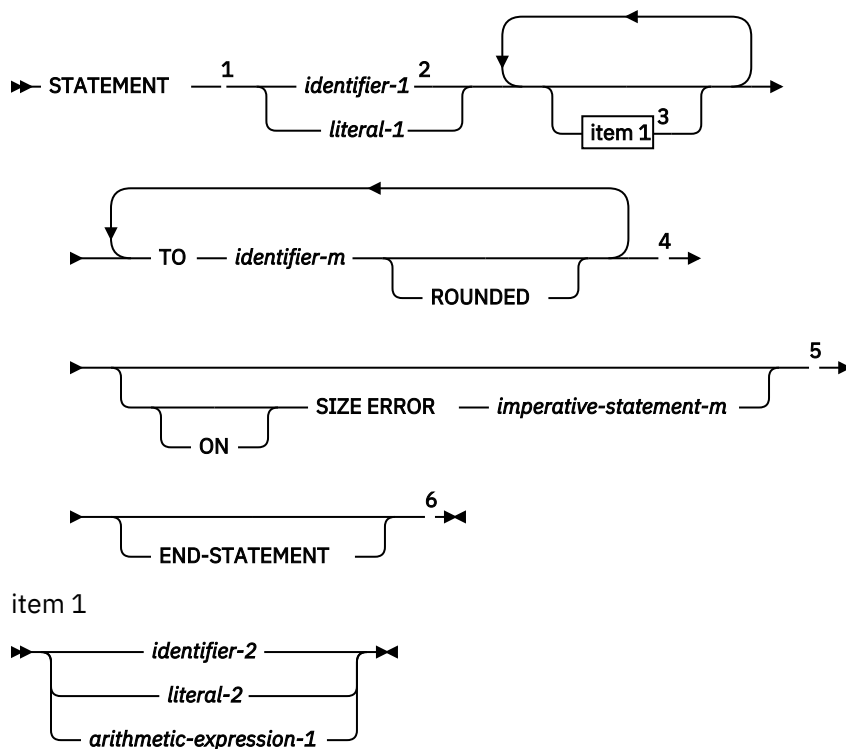 STATEMENT 1 identifier-1 2
literal-1
item 1 3
TO identifier-m 4
ROUNDED
5
SIZE ERROR imperative-statement-m
ON
6
END-STATEMENT
item 1
identifier-2
literal-2
arithmetic-expression-1